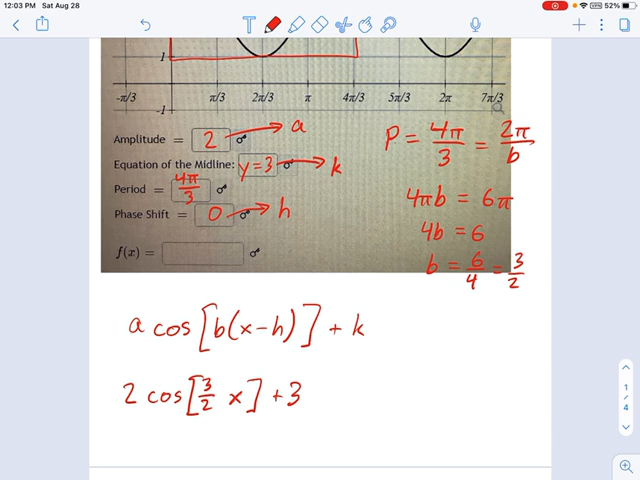 12:03 PM Sat Aug 28
52%
1
-π/3 π/3 2π/3 π 4π/3 5π/3 2π 7π/3
-1
Amplitude = 2 → a
Equation of the Midline: y=3 → k
Period = 4π/3
Phase Shift = 0 → h
f(x) =
P = 4π/3 = 2π/b
4πb = 6π
4b = 6
b = 6/4 = 3/2
a cos[b(x-h)] + k
2 cos[3/2 x] + 3
1
/
4